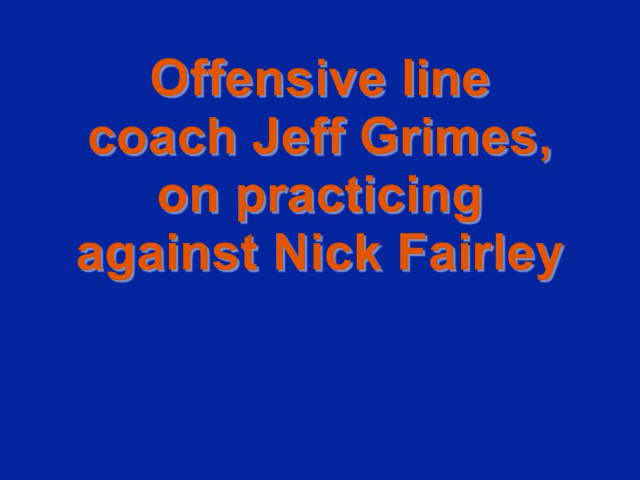 Offensive line
coach Jeff Grimes,
on practicing
against Nick Fairley